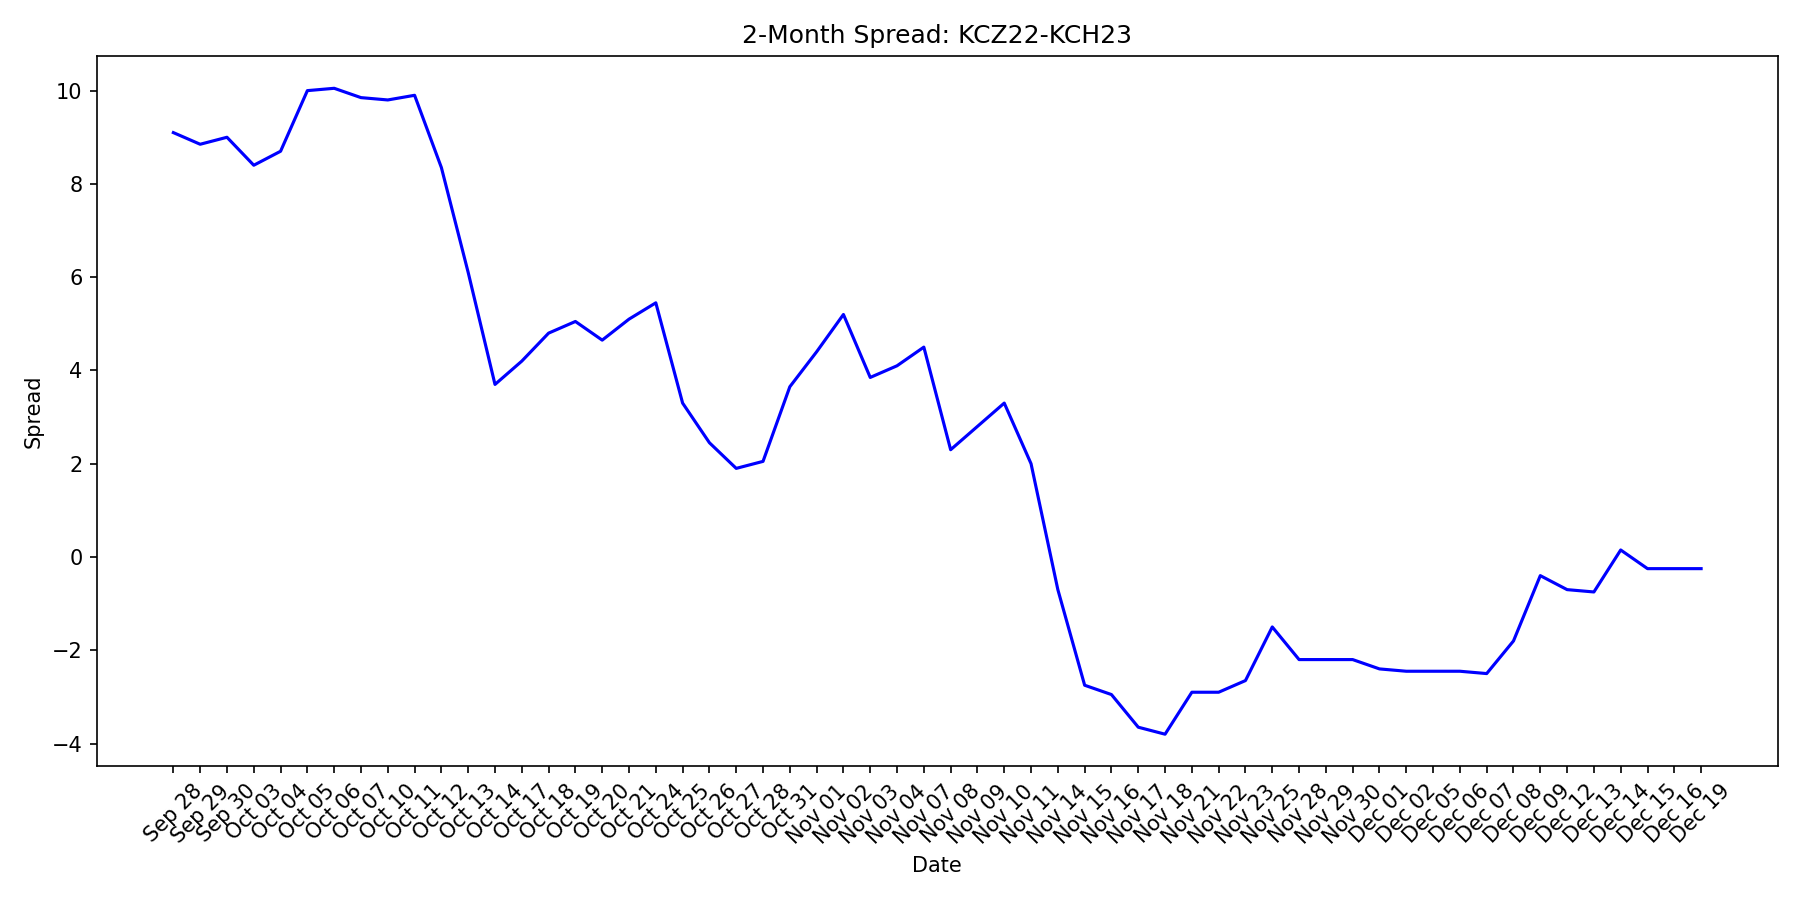 2-Month Spread: KCZ22-KCH23
Spread
10
8
6
4
2
0
−2
−4
Sep 28
Sep 29
Sep 30
Oct 03
Oct 04
Oct 05
Oct 06
Oct 07
Oct 10
Oct 11
Oct 12
Oct 13
Oct 14
Oct 17
Oct 18
Oct 19
Oct 20
Oct 21
Oct 24
Oct 25
Oct 26
Oct 27
Oct 28
Oct 31
Nov 01
Nov 02
Nov 03
Nov 04
Nov 07
Nov 08
Nov 09
Nov 10
Nov 11
Nov 14
Nov 15
Nov 16
Nov 17
Nov 18
Nov 21
Nov 22
Nov 23
Nov 25
Nov 28
Nov 29
Nov 30
Dec 01
Dec 02
Dec 05
Dec 06
Dec 07
Dec 08
Dec 09
Dec 12
Dec 13
Dec 14
Dec 15
Dec 16
Dec 19
Date